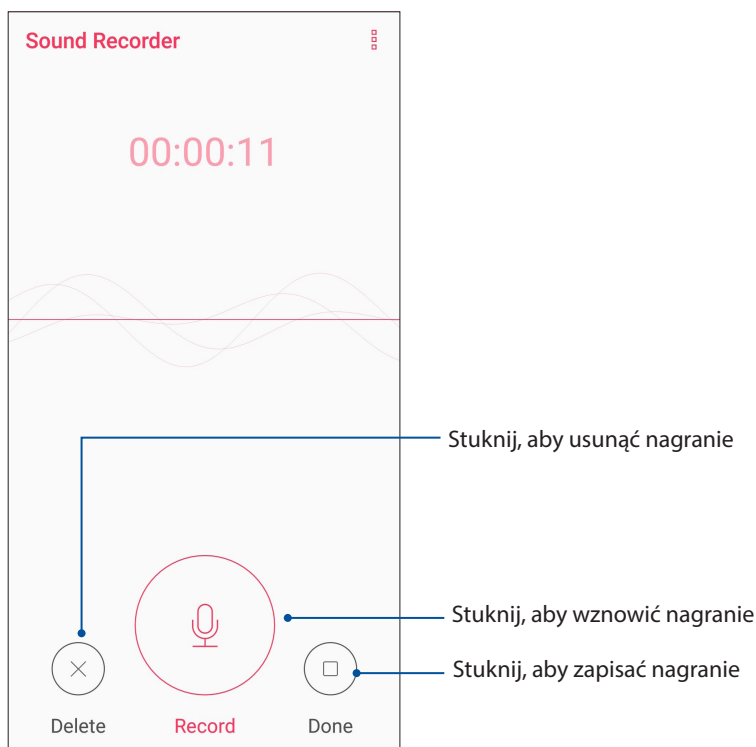 Sound Recorder
00:00:11
Stuknij, aby usunąć nagranie
Stuknij, aby wznowić nagranie
Stuknij, aby zapisać nagranie
Delete
Record
Done